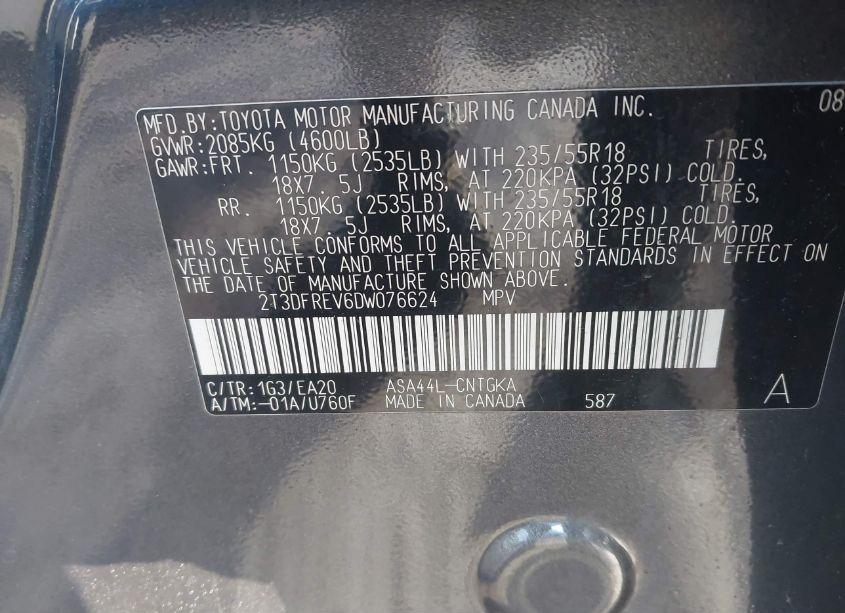 MFD.BY:TOYOTA MOTOR MANUFACTURING CANADA INC. 08
GVWR:2085KG (4600LB)
GAWR:FRT. 1150KG (2535LB) WITH 235/55R18 TIRES,
18X7. 5J RIMS, AT 220KPA (32PSI) COLD.
RR. 1150KG (2535LB) WITH 235/55R18 TIRES,
18X7. 5J RIMS, AT 220KPA (32PSI) COLD.
THIS VEHICLE CONFORMS TO ALL APPLICABLE FEDERAL MOTOR
VEHICLE SAFETY AND THEFT PREVENTION STANDARDS IN EFFECT ON
THE DATE OF MANUFACTURE SHOWN ABOVE.
2T3DFREV6DW076624 MPV
C/TR: 1G3/EA20 ASA44L-CNTGKA
A/TM:-01A/U760F MADE IN CANADA 587 A